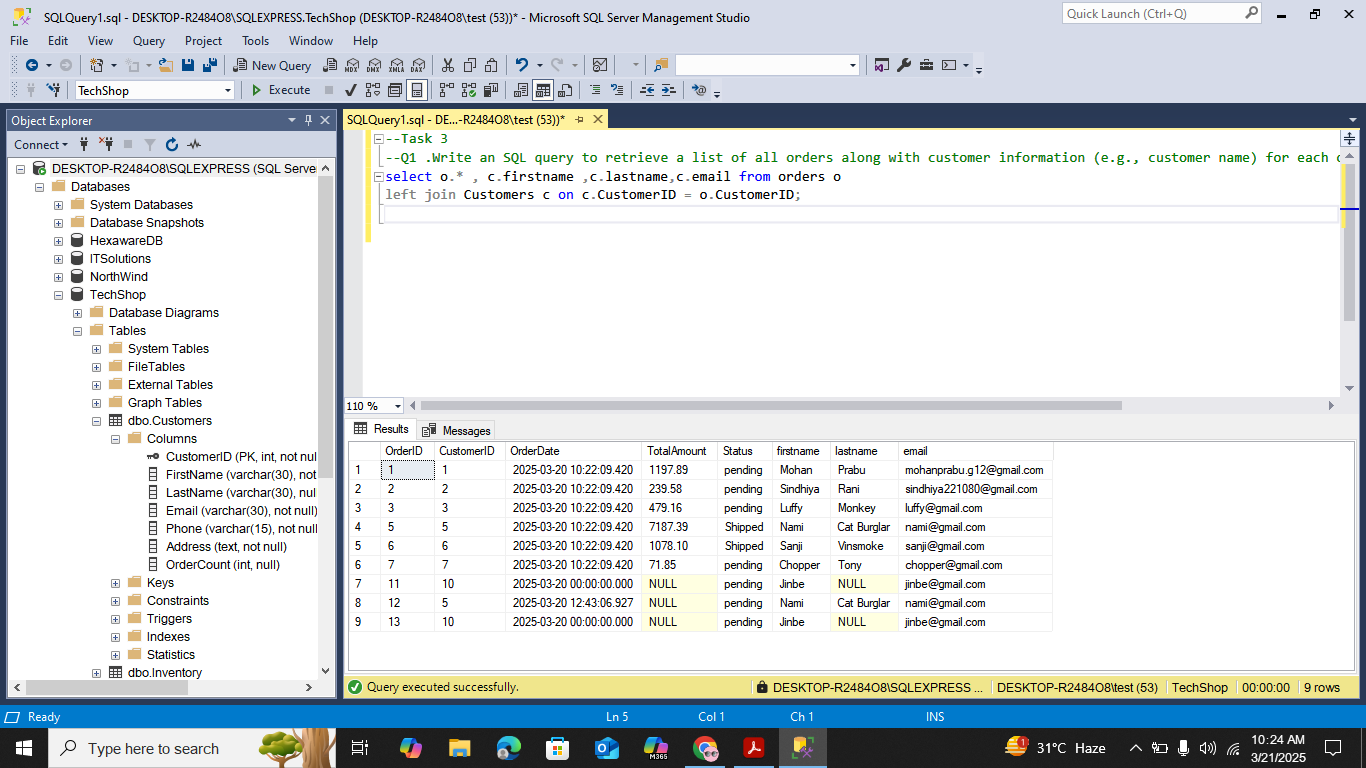 SQLQuery1.sql - DESKTOP-R2484O8\SQLEXPRESS.TechShop (DESKTOP-R2484O8\test (53))* - Microsoft SQL Server Management Studio
Quick Launch (Ctrl+Q)
File Edit View Query Project Tools Window Help
New Query MDX DMX XMLA DAX
TechShop Execute
Object Explorer
SQLQuery1.sql - DE...-R2484O8\test (53))*
Connect
DESKTOP-R2484O8\SQLEXPRESS (SQL Serve
Databases
System Databases
Database Snapshots
HexawareDB
ITSolutions
NorthWind
TechShop
Database Diagrams
Tables
System Tables
FileTables
External Tables
Graph Tables
dbo.Customers
Columns
CustomerID (PK, int, not nul
FirstName (varchar(30), not
LastName (varchar(30), nul
Email (varchar(30), not null)
Phone (varchar(15), not null
Address (text, not null)
OrderCount (int, null)
Keys
Constraints
Triggers
Indexes
Statistics
dbo.Inventory
--Task 3
--Q1 .Write an SQL query to retrieve a list of all orders along with customer information (e.g., customer name) for each o
select o.* , c.firstname ,c.lastname,c.email from orders o
left join Customers c on c.CustomerID = o.CustomerID;
110 %
Results Messages
OrderID CustomerID OrderDate TotalAmount Status firstname lastname email
1 1 1 2025-03-20 10:22:09.420 1197.89 pending Mohan Prabu mohanprabu.g12@gmail.com
2 2 2 2025-03-20 10:22:09.420 239.58 pending Sindhiya Rani sindhiya221080@gmail.com
3 3 3 2025-03-20 10:22:09.420 479.16 pending Luffy Monkey luffy@gmail.com
4 5 5 2025-03-20 10:22:09.420 7187.39 Shipped Nami Cat Burglar nami@gmail.com
5 6 6 2025-03-20 10:22:09.420 1078.10 Shipped Sanji Vinsmoke sanji@gmail.com
6 7 7 2025-03-20 10:22:09.420 71.85 pending Chopper Tony chopper@gmail.com
7 11 10 2025-03-20 00:00:00.000 NULL pending Jinbe NULL jinbe@gmail.com
8 12 5 2025-03-20 12:43:06.927 NULL pending Nami Cat Burglar nami@gmail.com
9 13 10 2025-03-20 00:00:00.000 NULL pending Jinbe NULL jinbe@gmail.com
Query executed successfully. DESKTOP-R2484O8\SQLEXPRESS ... DESKTOP-R2484O8\test (53) TechShop 00:00:00 9 rows
Ready Ln 5 Col 1 Ch 1 INS
Type here to search M365 1 31°C Haze 10:24 AM
3/21/2025